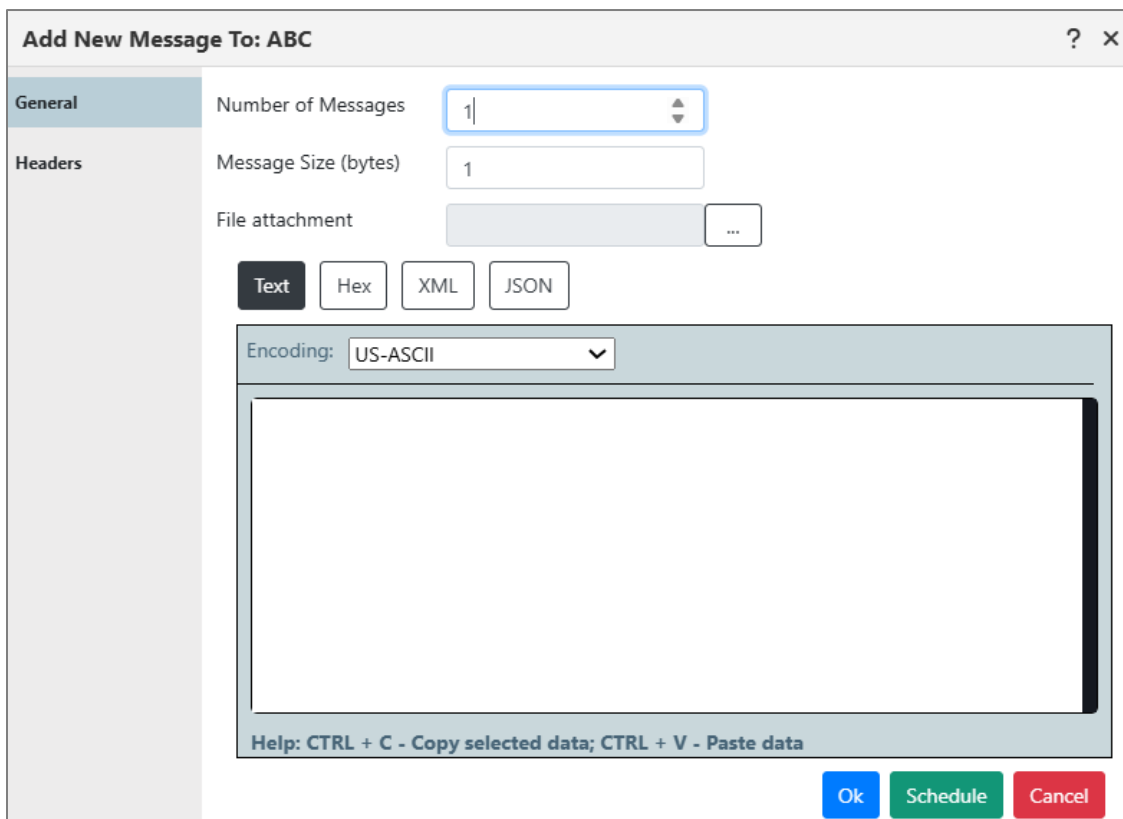 Add New Message To: ABC ? ×
General
Headers
Number of Messages 1
Message Size (bytes) 1
File attachment ...
Text Hex XML JSON
Encoding: US-ASCII
Help: CTRL + C - Copy selected data; CTRL + V - Paste data
Ok Schedule Cancel